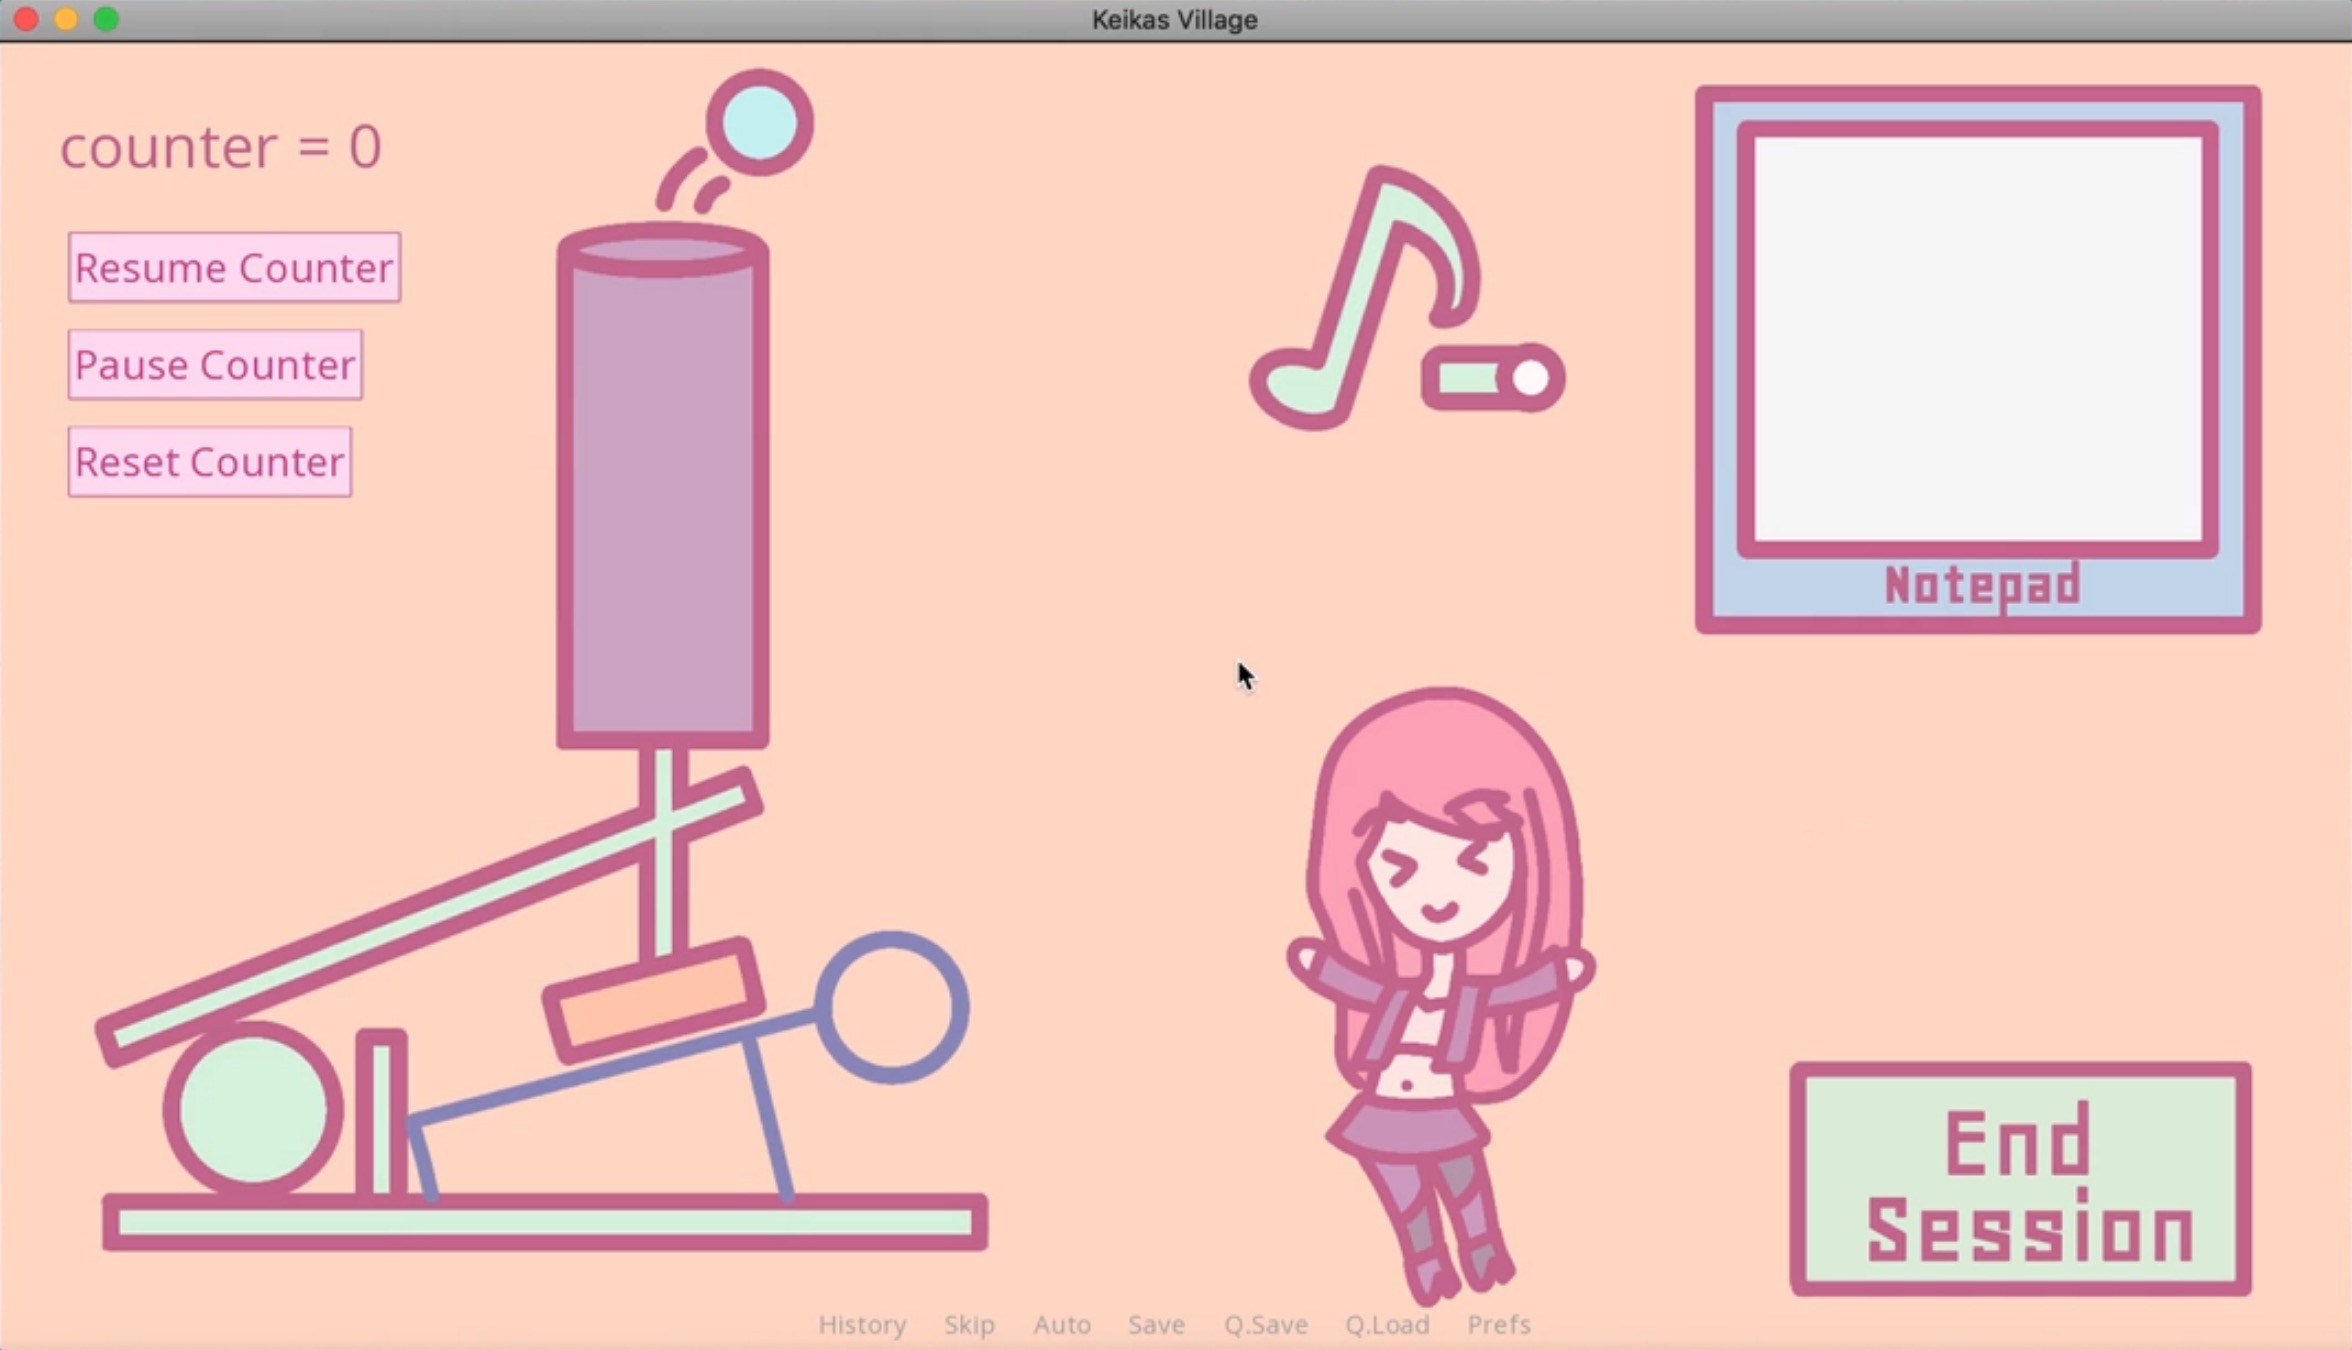 Keikas Village
counter = 0
Resume Counter
Pause Counter
Reset Counter
Notepad
End
Session
History Skip Auto Save Q.Save Q.Load Prefs